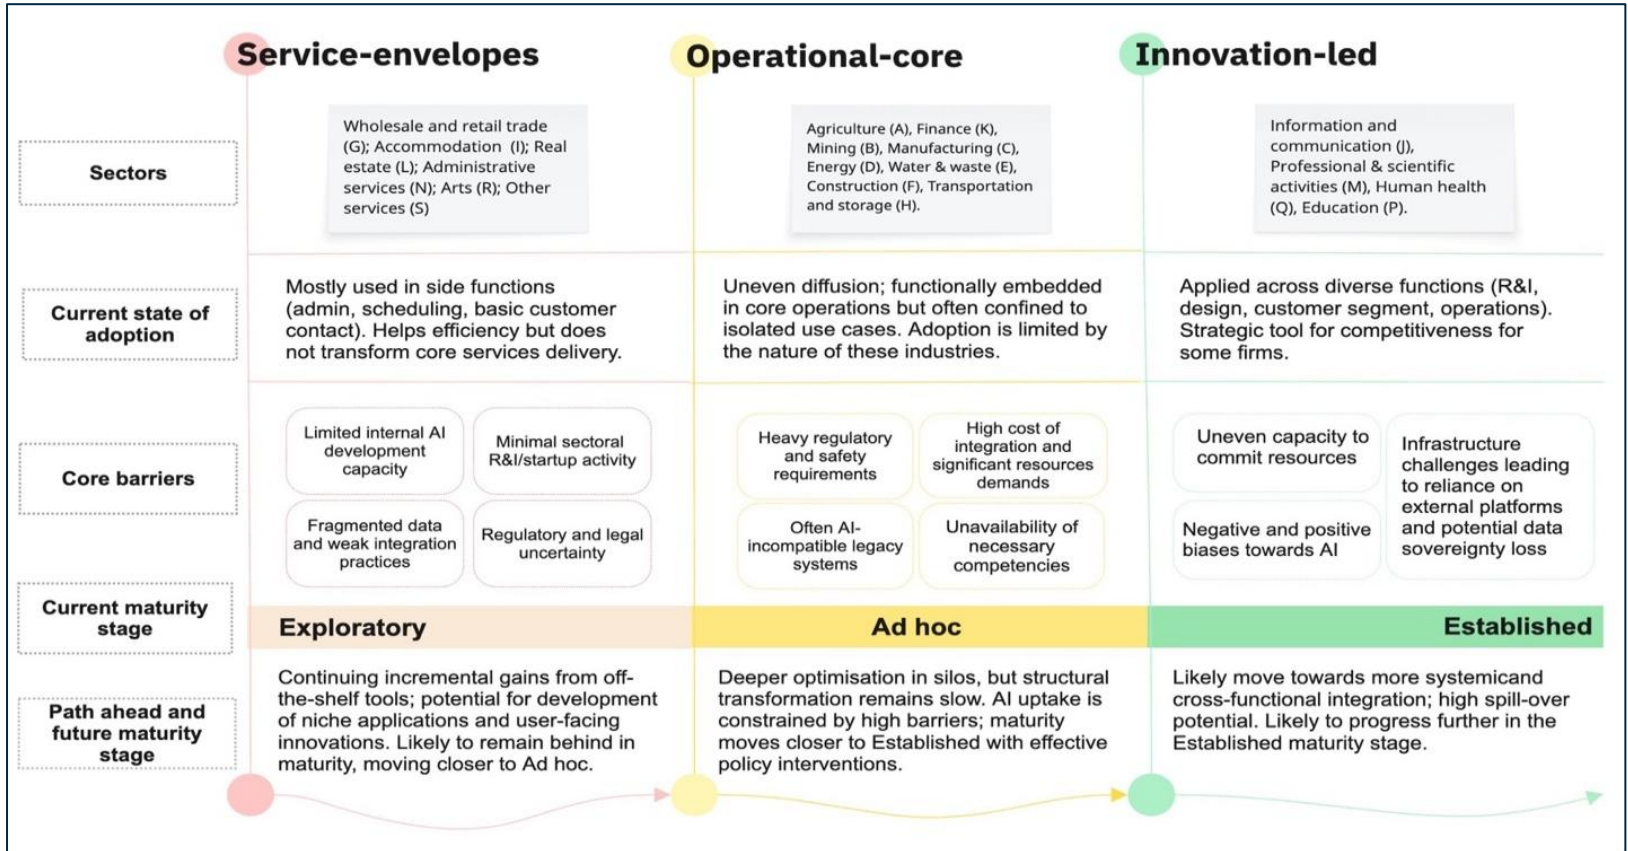 Service-envelopes
Operational-core
Innovation-led
Sectors
Wholesale and retail trade
(G); Accommodation (I); Real
estate (L); Administrative
services (N); Arts (R); Other
services (S)
Agriculture (A), Finance (K),
Mining (B), Manufacturing (C),
Energy (D), Water & waste (E),
Construction (F), Transportation
and storage (H).
Information and
communication (J),
Professional & scientific
activities (M), Human health
(Q), Education (P).
Current state of
adoption
Mostly used in side functions
(admin, scheduling, basic customer
contact). Helps efficiency but does
not transform core services delivery.
Uneven diffusion; functionally embedded
in core operations but often confined to
isolated use cases. Adoption is limited by
the nature of these industries.
Applied across diverse functions (R&I,
design, customer segment, operations).
Strategic tool for competitiveness for
some firms.
Core barriers
Limited internal AI
development
capacity
Minimal sectoral
R&I/startup activity
Fragmented data
and weak integration
practices
Regulatory and legal
uncertainty
Heavy regulatory
and safety
requirements
High cost of
integration and
significant resources
demands
Often AI-
incompatible legacy
systems
Unavailability of
necessary
competencies
Uneven capacity to
commit resources
Negative and positive
biases towards AI
Infrastructure
challenges leading
to reliance on
external platforms
and potential data
sovereignty loss
Current maturity
stage
Exploratory
Ad hoc
Established
Path ahead and
future maturity
stage
Continuing incremental gains from off-
the-shelf tools; potential for development
of niche applications and user-facing
innovations. Likely to remain behind in
maturity, moving closer to Ad hoc.
Deeper optimisation in silos, but structural
transformation remains slow. AI uptake is
constrained by high barriers; maturity
moves closer to Established with effective
policy interventions.
Likely move towards more systemicand
cross-functional integration; high spill-over
potential. Likely to progress further in the
Established maturity stage.